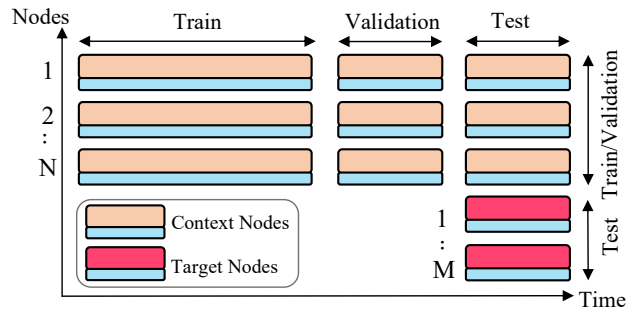 Nodes
Train
Validation
Test
1
2
:
N
Train/Validation
1
:
M
Test
Context Nodes
Target Nodes
Time